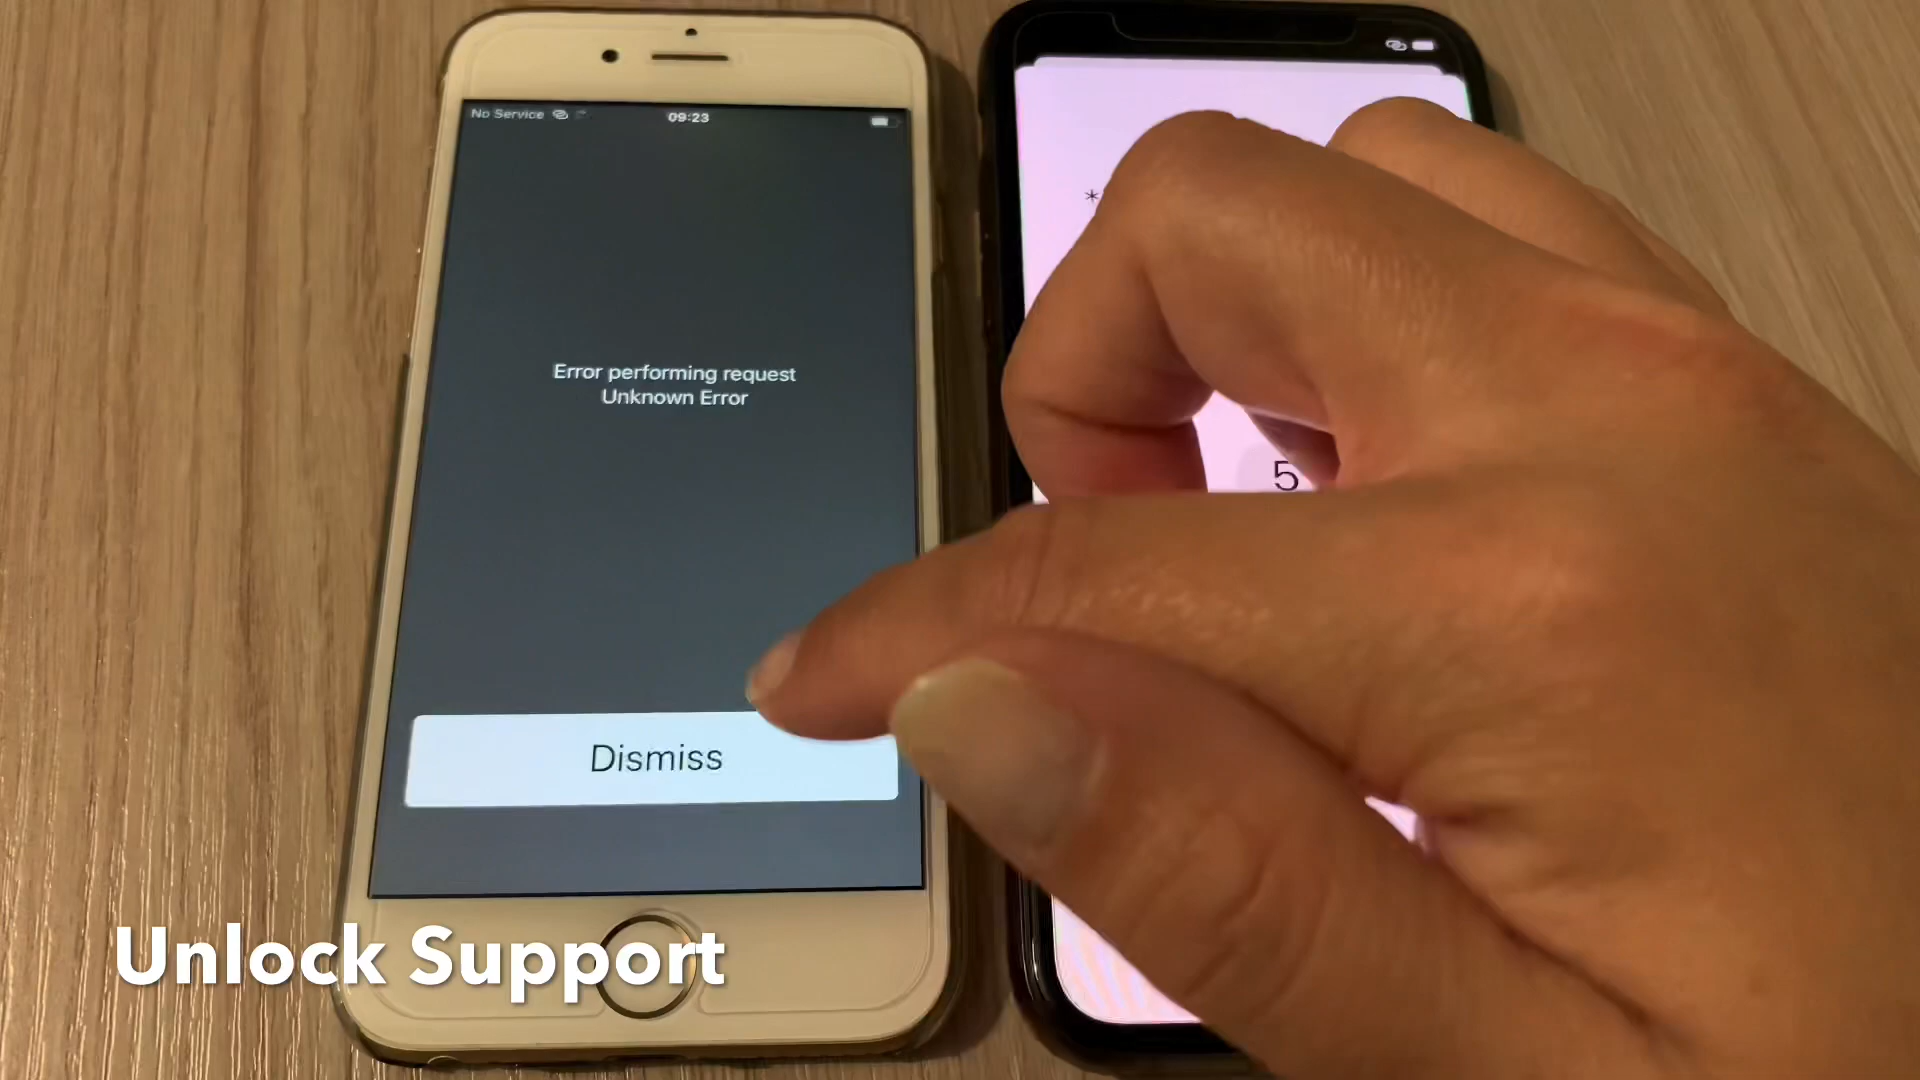 No Service
09:23
*
Error performing request
Unknown Error
5
Dismiss
Unlock Support